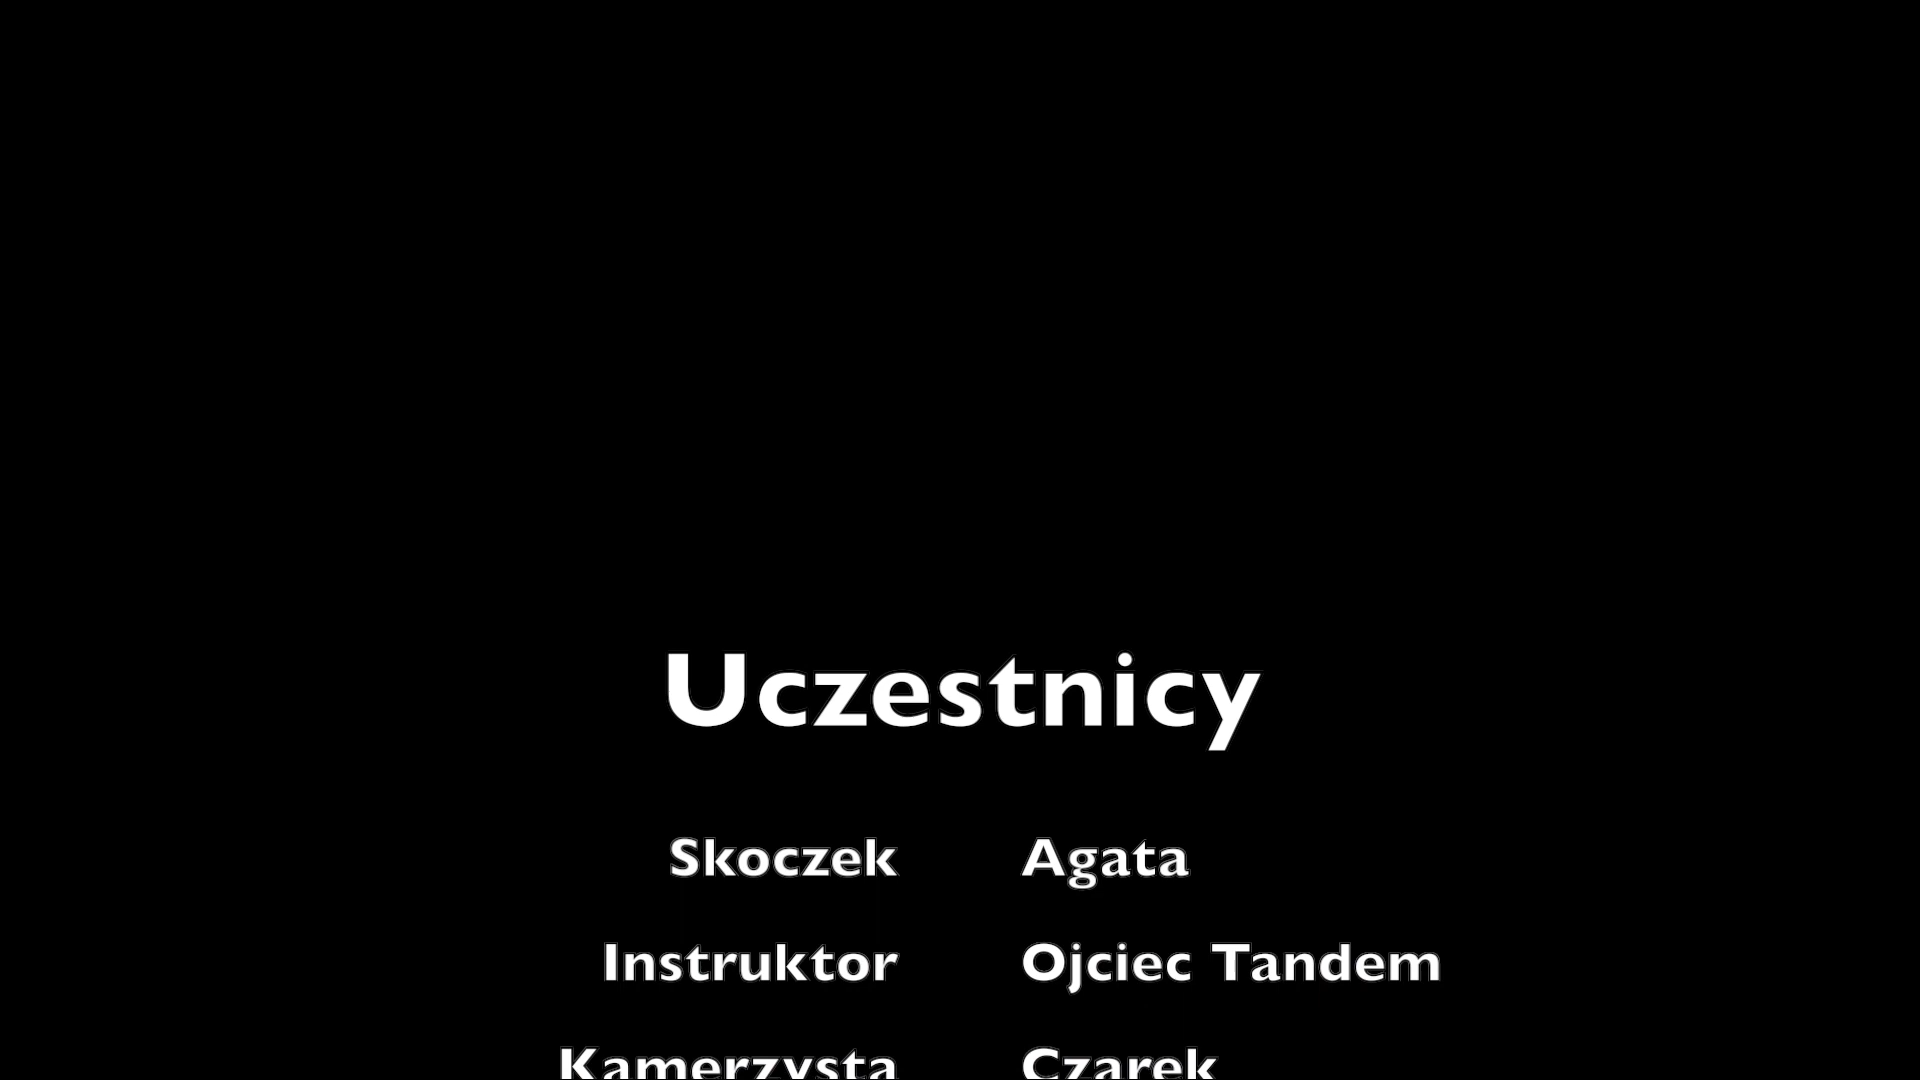 Uczestnicy
Skoczek Agata
Instruktor Ojciec Tandem
Kamerzysta Czarek